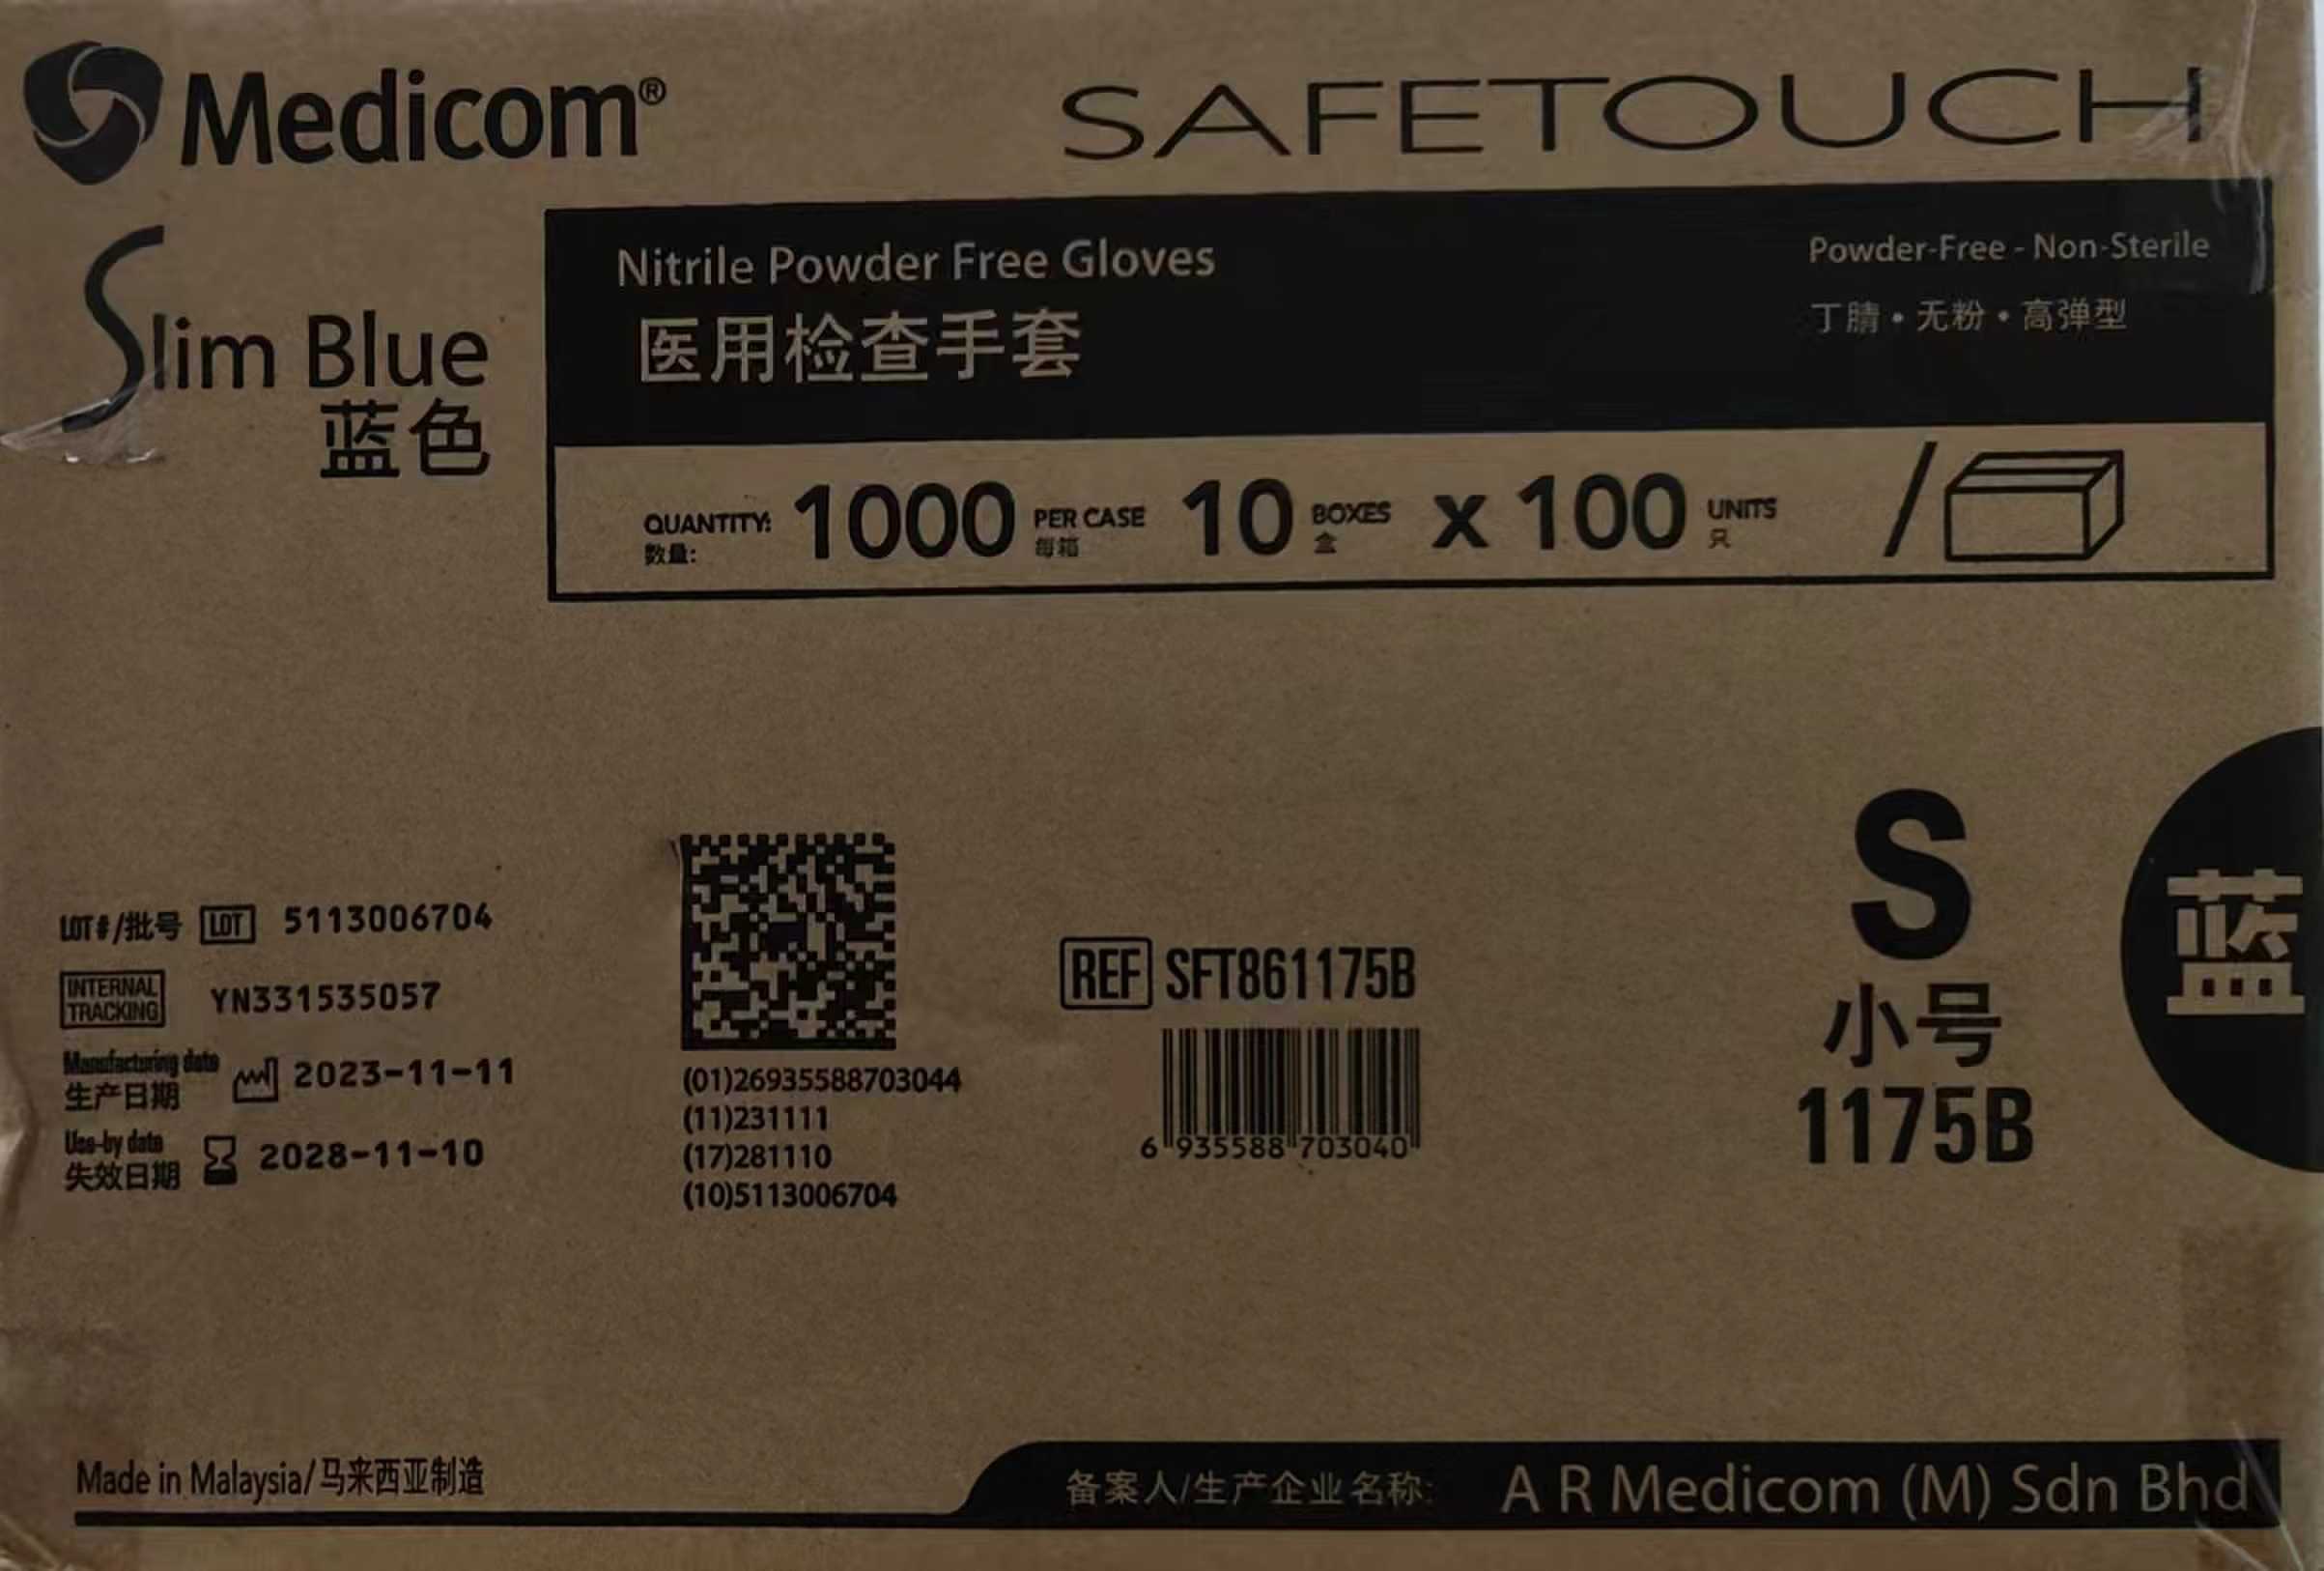 Medicom®
SAFETOUCH
Slim Blue
蓝色
Nitrile Powder Free Gloves
医用检查手套
Powder-Free - Non-Sterile
丁腈・无粉・高弹型
QUANTITY: 1000 PER CASE 10 BOXES x 100 UNITS /
数量: 每箱 盒 只
S
小号
1175B
蓝
LOT#/批号 LOT 5113006704
INTERNAL TRACKING YN331535057
Manufacturing date
生产日期 2023-11-11
Use-by date
失效日期 2028-11-10
(01)26935588703044
(11)231111
(17)281110
(10)5113006704
REF SFT861175B
6 935588 703040
Made in Malaysia/马来西亚制造
备案人/生产企业名称: A R Medicom (M) Sdn Bhd